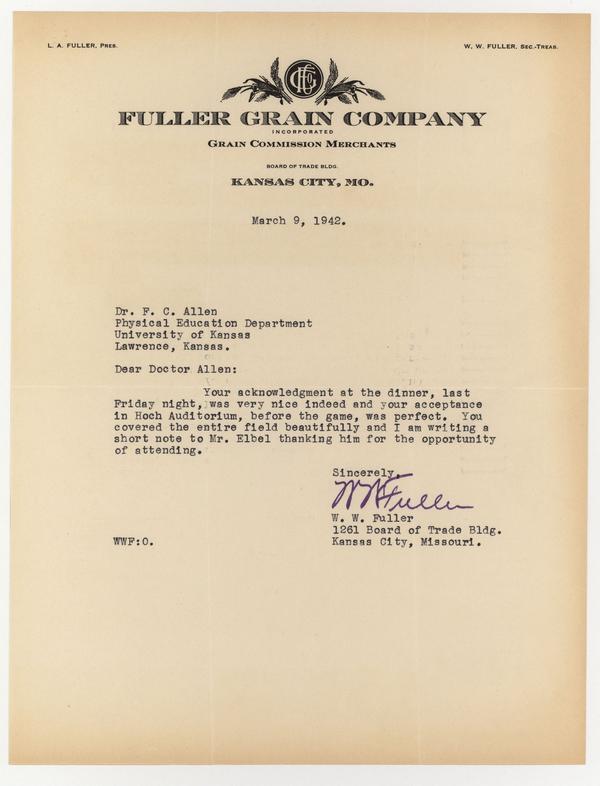 L. A. FULLER, PRES.
W. W. FULLER, SEC.-TREAS.
FGC
FULLER GRAIN COMPANY
INCORPORATED
GRAIN COMMISSION MERCHANTS
BOARD OF TRADE BLDG.
KANSAS CITY, MO.
March 9, 1942.
Dr. F. C. Allen
Physical Education Department
University of Kansas
Lawrence, Kansas.
Dear Doctor Allen:
Your acknowledgment at the dinner, last
Friday night, was very nice indeed and your acceptance
in Hoch Auditorium, before the game, was perfect. You
covered the entire field beautifully and I am writing a
short note to Mr. Elbel thanking him for the opportunity
of attending.
Sincerely,
WWFuller
W. W. Fuller
1261 Board of Trade Bldg.
WWF:O. Kansas City, Missouri.